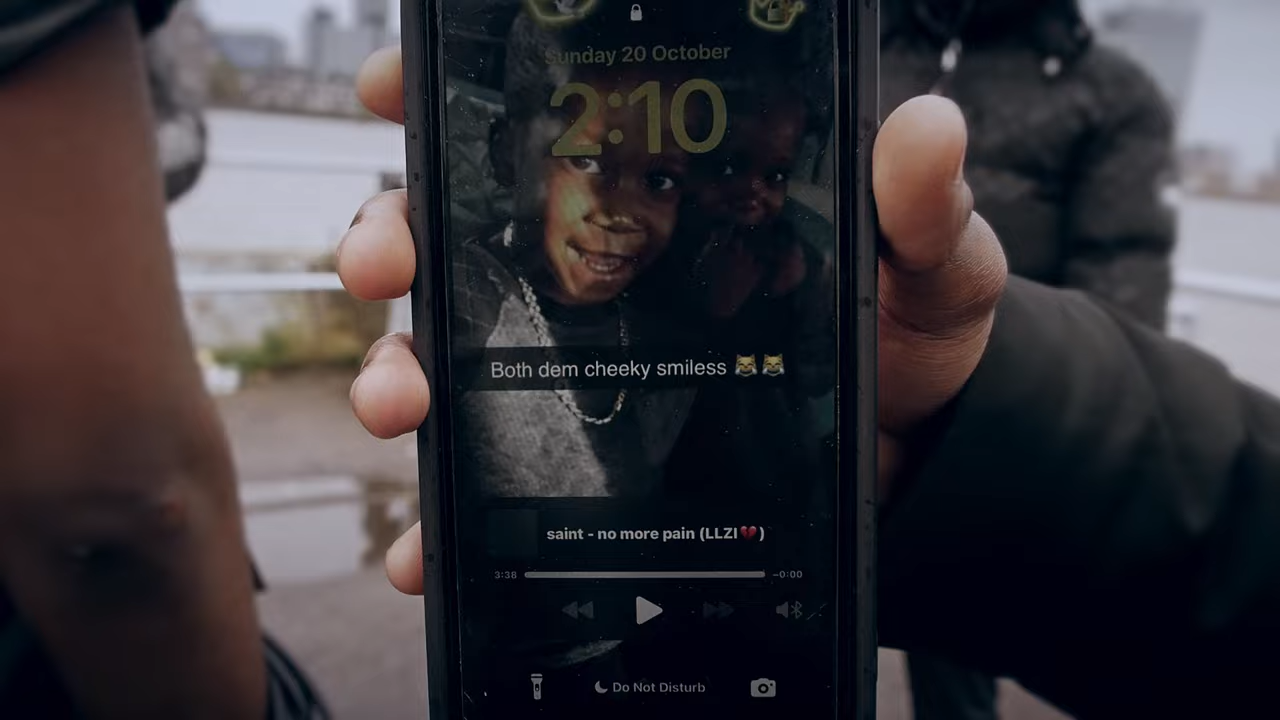 Sunday 20 October
2:10
Both dem cheeky smiless 😹😹
saint - no more pain (LLZI💔)
3:38 -0:00
Do Not Disturb